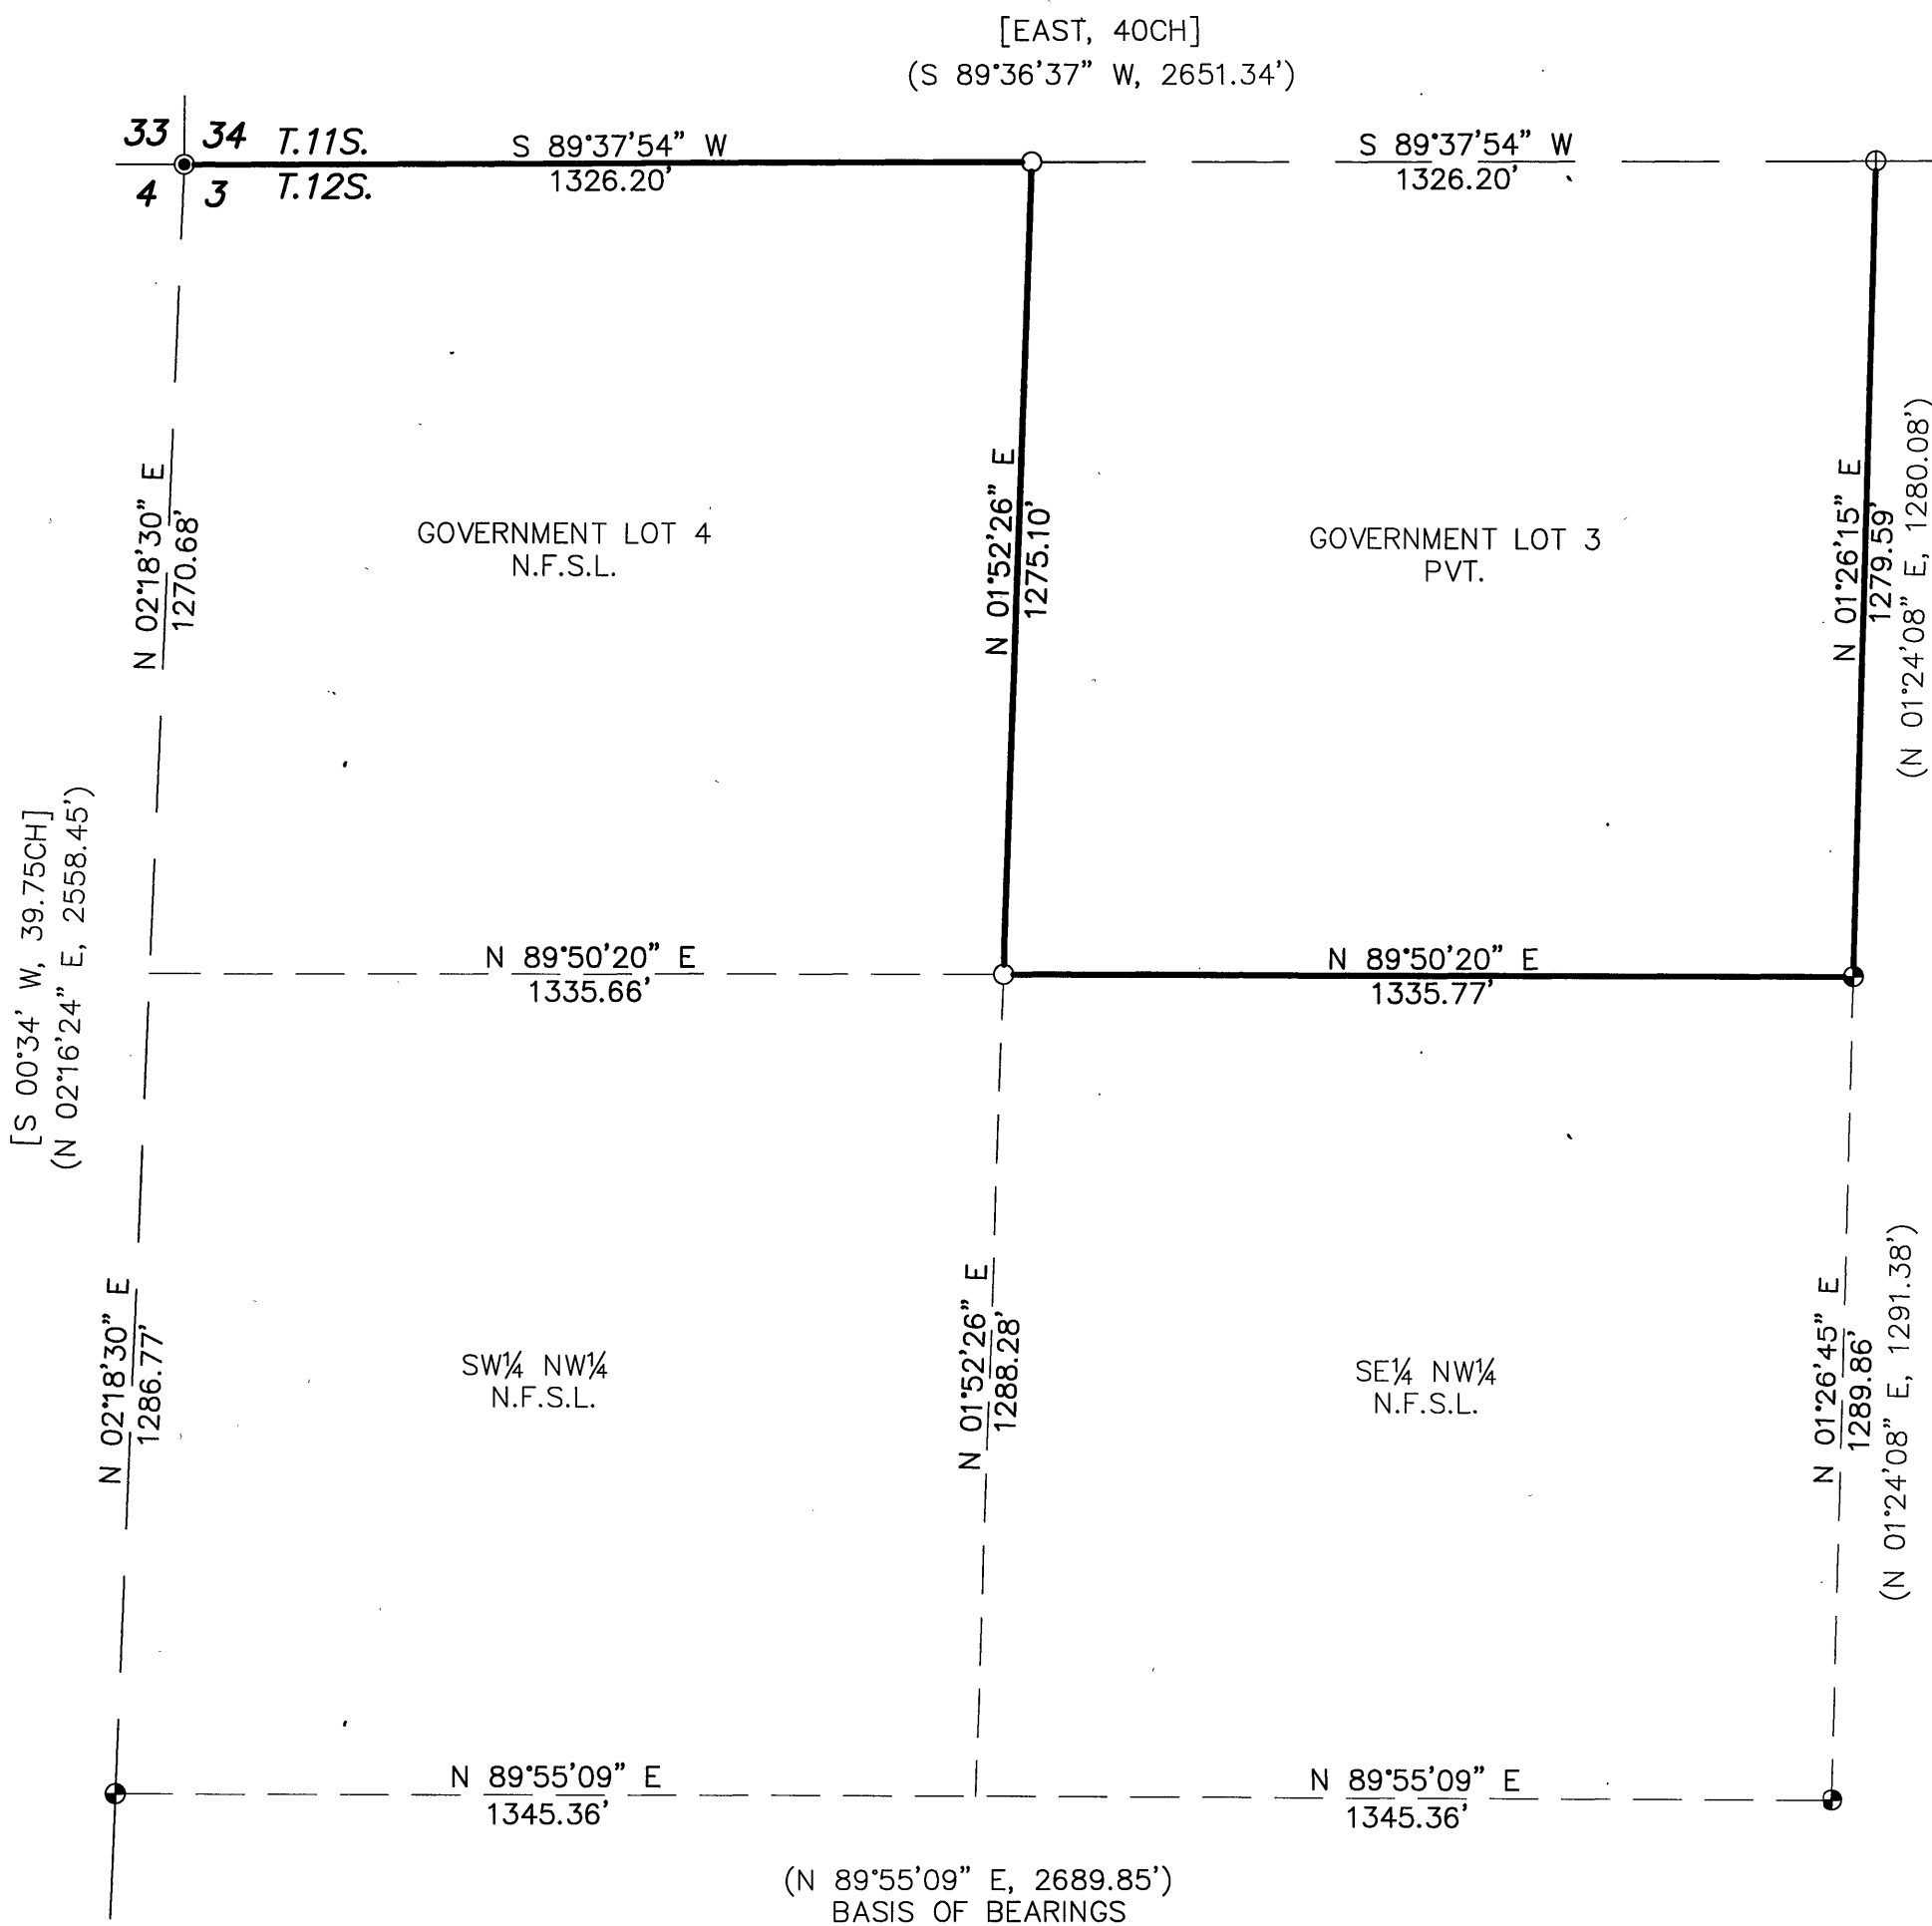 [EAST, 40CH]
(S 89°36'37" W, 2651.34')
33 34 T.11S.
4 3 T.12S.
S 89°37'54" W
1326.20'
S 89°37'54" W
1326.20'
N 02°18'30" E
1270.68'
GOVERNMENT LOT 4
N.F.S.L.
N 01°52'26" E
1275.10'
GOVERNMENT LOT 3
PVT.
N 01°26'15" E
1279.59'
(N 01°24'08" E, 1280.08')
[S 00°34' W, 39.75CH]
(N 02°16'24" E, 2558.45')
N 89°50'20" E
1335.66'
N 89°50'20" E
1335.77'
N 02°18'30" E
1286.77'
SW¼ NW¼
N.F.S.L.
N 01°52'26" E
1288.28'
SE¼ NW¼
N.F.S.L.
N 01°26'45" E
1289.86'
(N 01°24'08" E, 1291.38')
N 89°55'09" E
1345.36'
N 89°55'09" E
1345.36'
(N 89°55'09" E, 2689.85')
BASIS OF BEARINGS